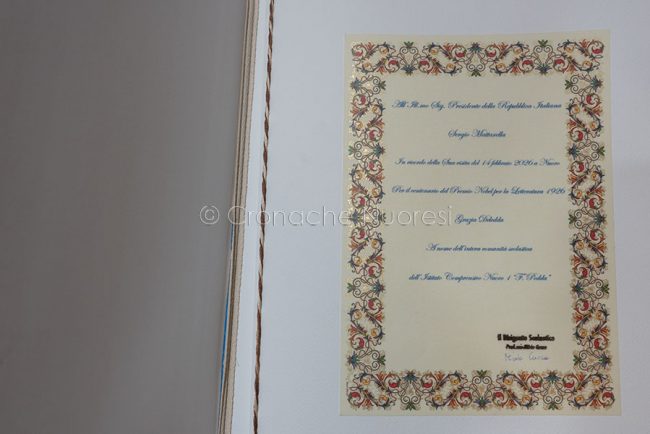 All'Ill.mo Sig. Presidente della Repubblica Italiana
Sergio Mattarella
In ricordo della Sua visita del 14 febbraio 2026 a Nuoro
Per il centenario del Premio Nobel per la Letteratura 1926
© Cronache Nuoresi
Grazia Deledda
A nome dell'intera comunità scolastica
dell'Istituto Comprensivo Nuoro 1 "F. Podda"
Il Dirigente Scolastico